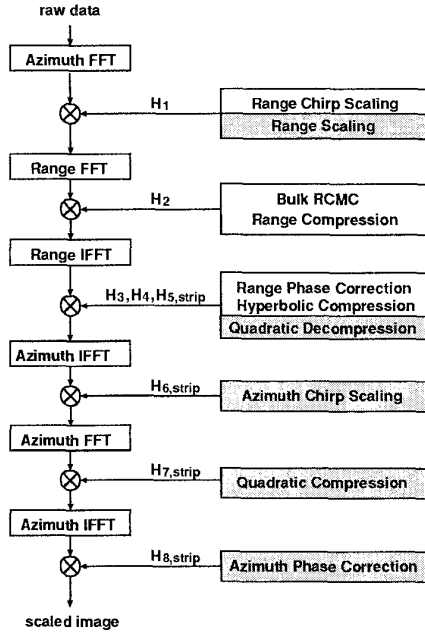 raw data
Azimuth FFT
H1
Range Chirp Scaling
Range Scaling
Range FFT
H2
Bulk RCMC
Range Compression
Range IFFT
H3,H4,H5,strip
Range Phase Correction
Hyperbolic Compression
Quadratic Decompression
Azimuth IFFT
H6,strip
Azimuth Chirp Scaling
Azimuth FFT
H7,strip
Quadratic Compression
Azimuth IFFT
H8,strip
Azimuth Phase Correction
scaled image